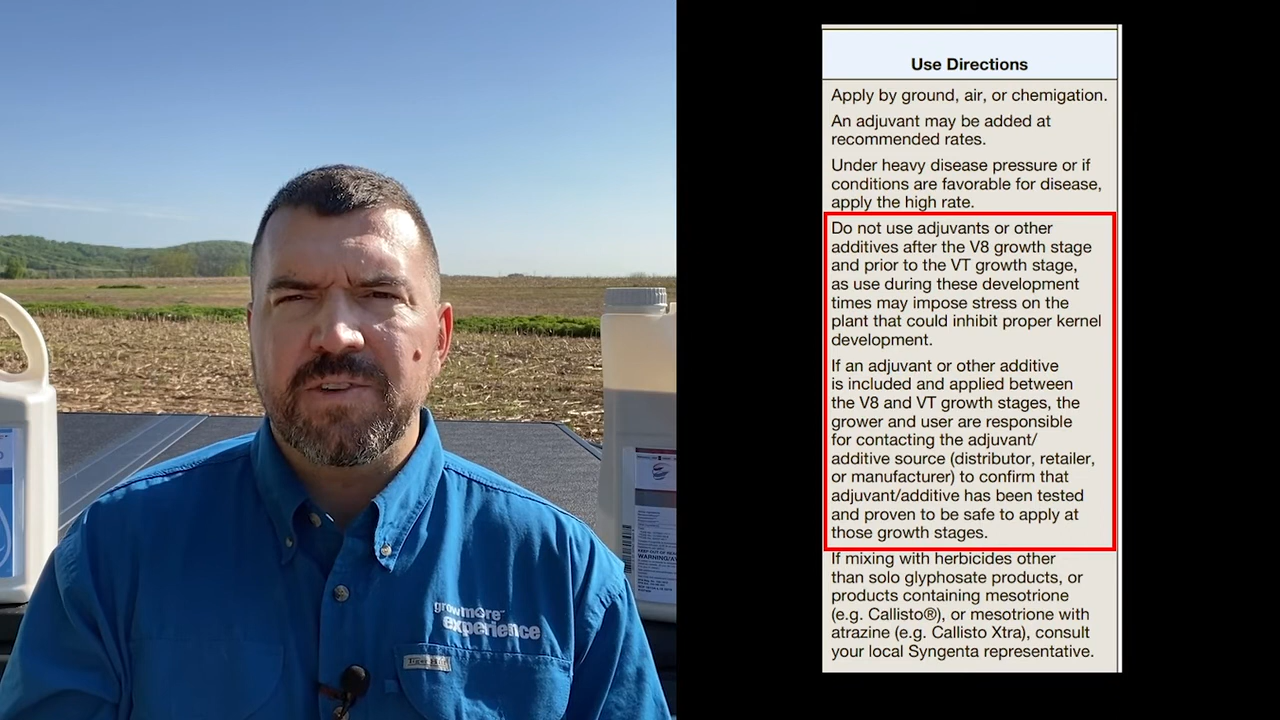 grow more™
experience
WARNING/AV
Use Directions
Apply by ground, air, or chemigation.
An adjuvant may be added at
recommended rates.
Under heavy disease pressure or if
conditions are favorable for disease,
apply the high rate.
Do not use adjuvants or other
additives after the V8 growth stage
and prior to the VT growth stage,
as use during these development
times may impose stress on the
plant that could inhibit proper kernel
development.
If an adjuvant or other additive
is included and applied between
the V8 and VT growth stages, the
grower and user are responsible
for contacting the adjuvant/
additive source (distributor, retailer,
or manufacturer) to confirm that
adjuvant/additive has been tested
and proven to be safe to apply at
those growth stages.
If mixing with herbicides other
than solo glyphosate products, or
products containing mesotrione
(e.g. Callisto®), or mesotrione with
atrazine (e.g. Callisto Xtra), consult
your local Syngenta representative.